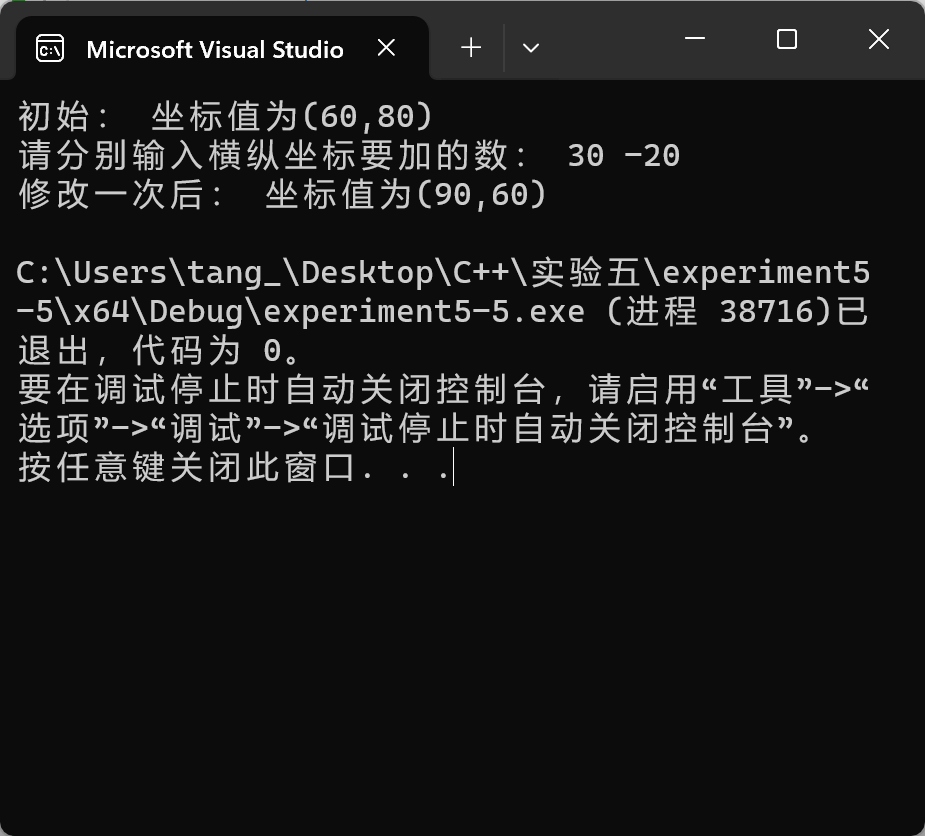 Microsoft Visual Studio
初始： 坐标值为(60,80)
请分别输入横纵坐标要加的数： 30 -20
修改一次后： 坐标值为(90,60)
C:\Users\tang_\Desktop\C++\实验五\experiment5
-5\x64\Debug\experiment5-5.exe (进程 38716)已
退出，代码为 0。
要在调试停止时自动关闭控制台，请启用“工具”->“
选项”->“调试”->“调试停止时自动关闭控制台”。
按任意键关闭此窗口. . .